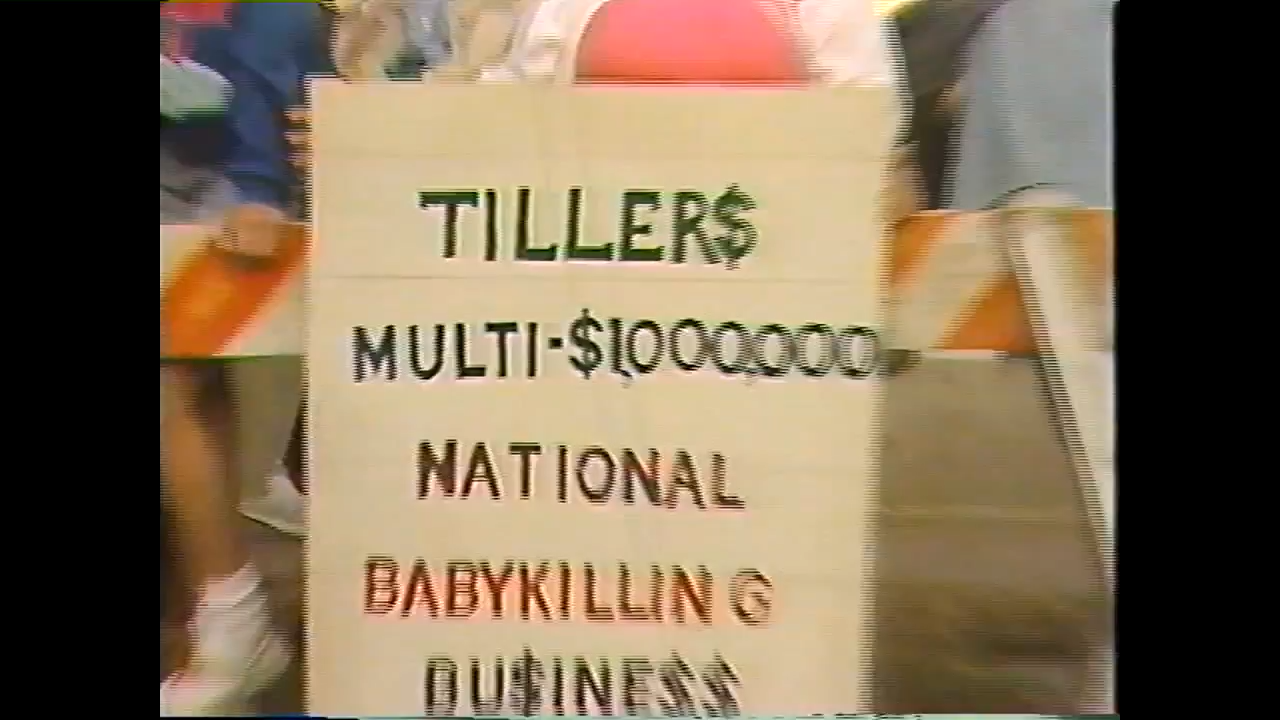 TILLER$
MULTI-$1,000,000
NATIONAL
BABYKILLING
BU$INE$$